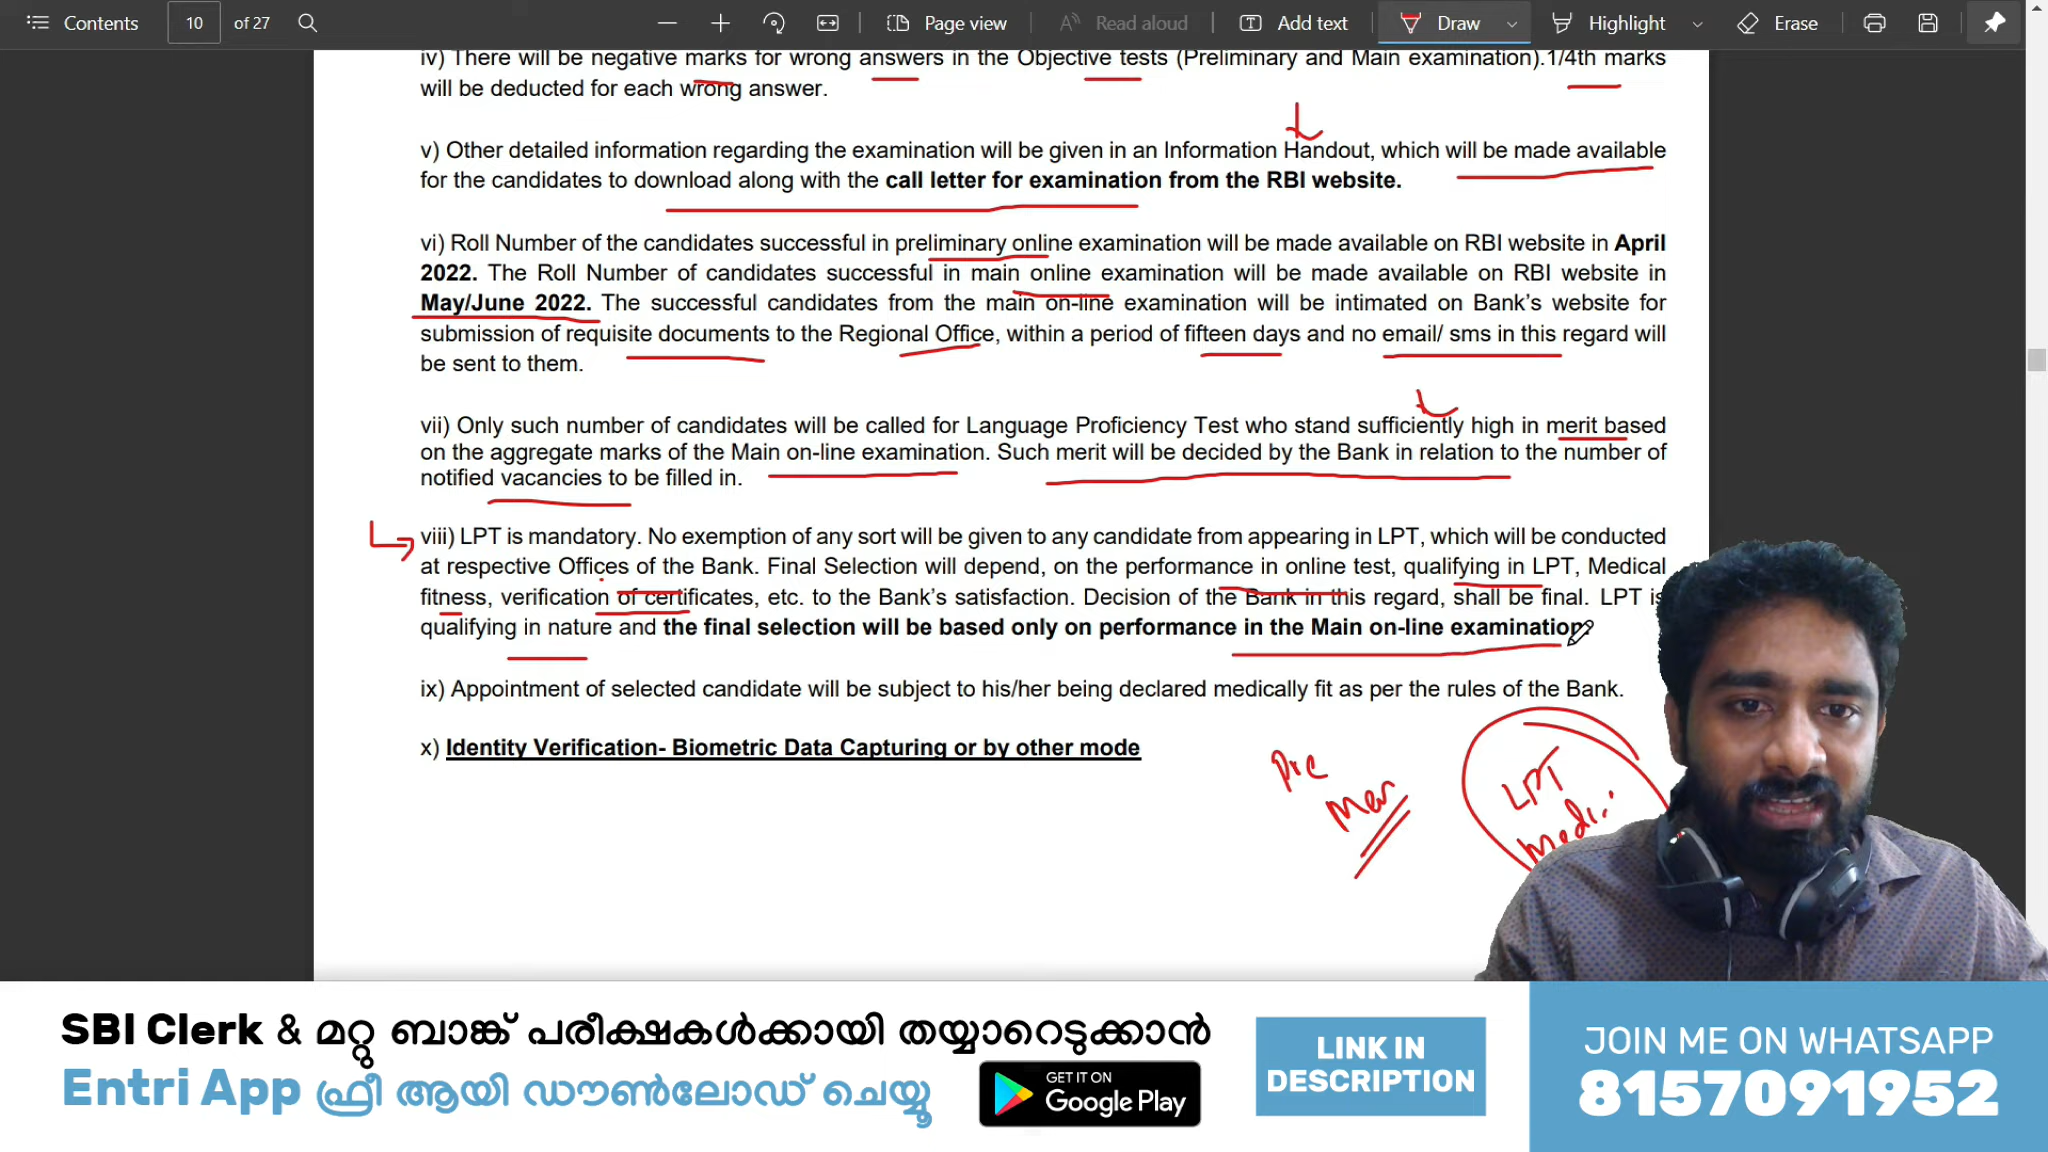 Contents 10 of 27 Page view Read aloud Add text Draw Highlight Erase
iv) There will be negative marks for wrong answers in the Objective tests (Preliminary and Main examination).1/4th marks
will be deducted for each wrong answer.
v) Other detailed information regarding the examination will be given in an Information Handout, which will be made available
for the candidates to download along with the call letter for examination from the RBI website.
vi) Roll Number of the candidates successful in preliminary online examination will be made available on RBI website in April
2022. The Roll Number of candidates successful in main online examination will be made available on RBI website in
May/June 2022. The successful candidates from the main on-line examination will be intimated on Bank's website for
submission of requisite documents to the Regional Office, within a period of fifteen days and no email/ sms in this regard will
be sent to them.
vii) Only such number of candidates will be called for Language Proficiency Test who stand sufficiently high in merit based
on the aggregate marks of the Main on-line examination. Such merit will be decided by the Bank in relation to the number of
notified vacancies to be filled in.
viii) LPT is mandatory. No exemption of any sort will be given to any candidate from appearing in LPT, which will be conducted
at respective Offices of the Bank. Final Selection will depend, on the performance in online test, qualifying in LPT, Medical
fitness, verification of certificates, etc. to the Bank's satisfaction. Decision of the Bank in this regard, shall be final. LPT is
qualifying in nature and the final selection will be based only on performance in the Main on-line examination.
ix) Appointment of selected candidate will be subject to his/her being declared medically fit as per the rules of the Bank.
x) Identity Verification- Biometric Data Capturing or by other mode
Pre
LPT
SBI Clerk & മറ്റു ബാങ്ക് പരീക്ഷകൾക്കായി തയ്യാറെടുക്കാൻ
Entri App ഫ്രീ ആയി ഡൗൺലോഡ് ചെയ്യൂ
GET IT ON
Google Play
LINK IN
DESCRIPTION
JOIN ME ON WHATSAPP
8157091952